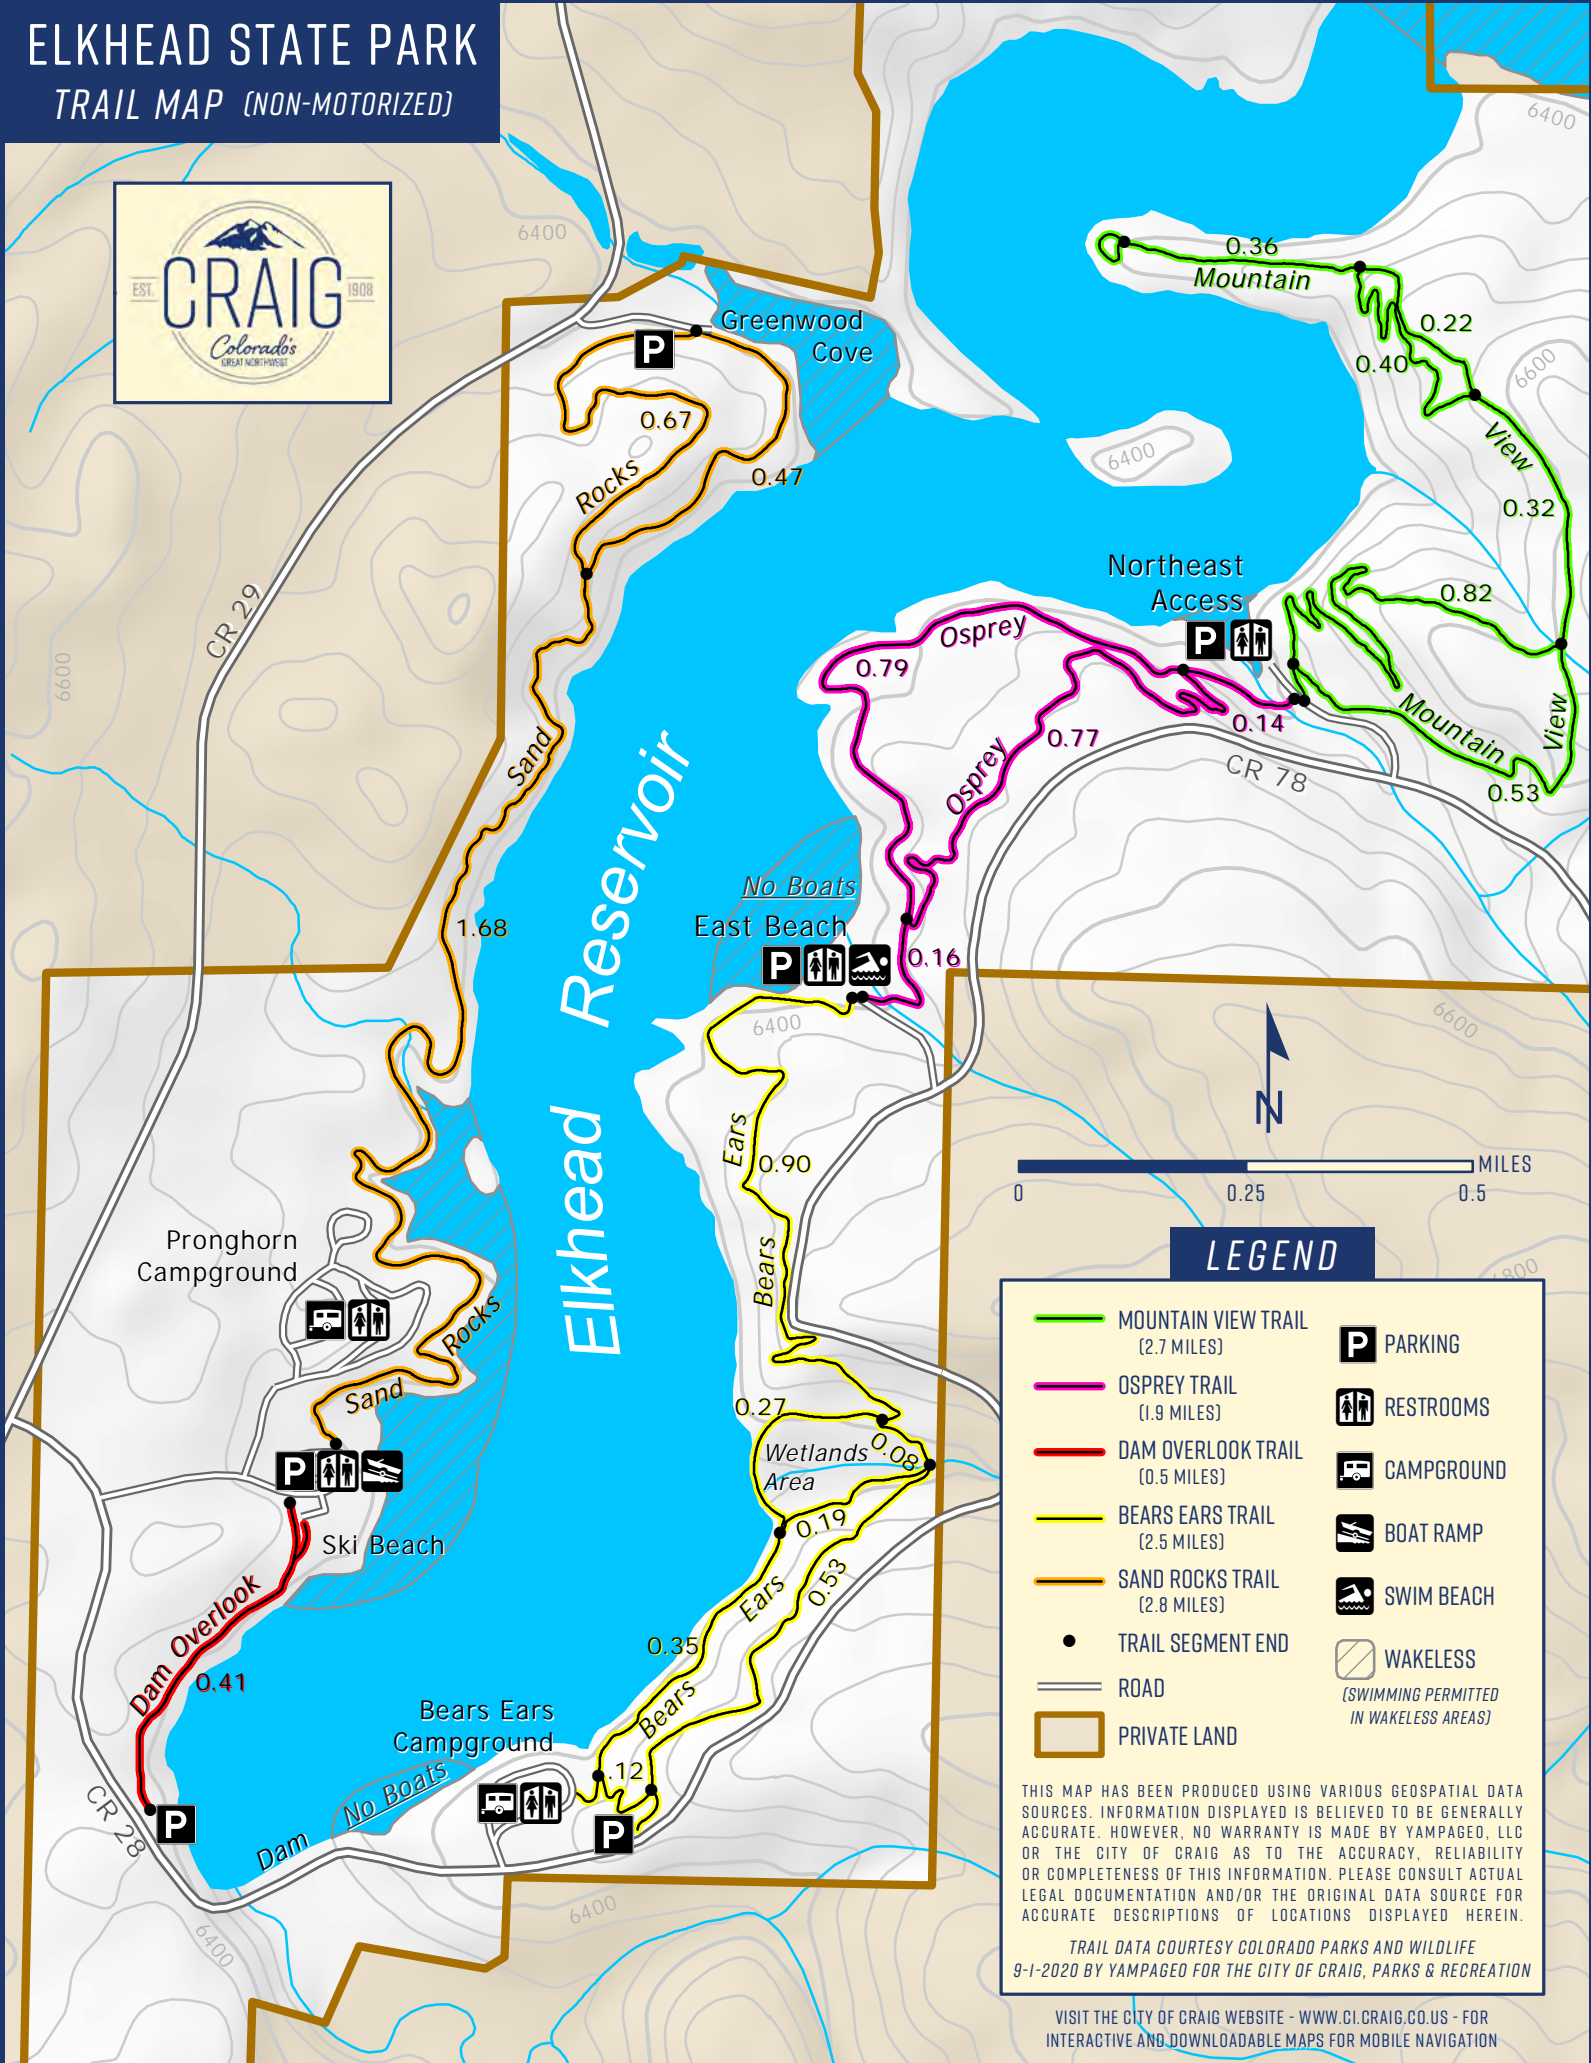 ELKHEAD STATE PARK
TRAIL MAP (NON-MOTORIZED)
EST. CRAIG 1908
Colorado's
GREAT NORTHWEST
6400
6400
Greenwood
Cove
0.36
Mountain
0.22
0.40
6600
View
0.67
0.47
Rocks
6400
0.32
CR 29
Northeast
Access
0.82
Osprey
0.79
6600
Mountain
View
0.14
0.77
CR 78
0.53
Osprey
Sand
Elkhead Reservoir
No Boats
East Beach
0.16
1.68
6400
6600
N
Ears
0.90
MILES
0
0.25
0.5
Pronghorn
Campground
Bears
Rocks
Sand
6800
0.27
0.08
Wetlands
Area
0.19
Ski Beach
Ears
0.53
Dam Overlook
0.41
0.35
Bears
Bears Ears
Campground
.12
No Boats
CR 28
Dam
6400
6400
LEGEND
MOUNTAIN VIEW TRAIL
(2.7 MILES)
OSPREY TRAIL
(1.9 MILES)
DAM OVERLOOK TRAIL
(0.5 MILES)
BEARS EARS TRAIL
(2.5 MILES)
SAND ROCKS TRAIL
(2.8 MILES)
TRAIL SEGMENT END
ROAD
PRIVATE LAND
P PARKING
RESTROOMS
CAMPGROUND
BOAT RAMP
SWIM BEACH
WAKELESS
(SWIMMING PERMITTED
IN WAKELESS AREAS)
THIS MAP HAS BEEN PRODUCED USING VARIOUS GEOSPATIAL DATA
SOURCES. INFORMATION DISPLAYED IS BELIEVED TO BE GENERALLY
ACCURATE. HOWEVER, NO WARRANTY IS MADE BY YAMPAGEO, LLC
OR THE CITY OF CRAIG AS TO THE ACCURACY, RELIABILITY
OR COMPLETENESS OF THIS INFORMATION. PLEASE CONSULT ACTUAL
LEGAL DOCUMENTATION AND/OR THE ORIGINAL DATA SOURCE FOR
ACCURATE DESCRIPTIONS OF LOCATIONS DISPLAYED HEREIN.
TRAIL DATA COURTESY COLORADO PARKS AND WILDLIFE
9-1-2020 BY YAMPAGEO FOR THE CITY OF CRAIG, PARKS & RECREATION
VISIT THE CITY OF CRAIG WEBSITE - WWW.CI.CRAIG.CO.US - FOR
INTERACTIVE AND DOWNLOADABLE MAPS FOR MOBILE NAVIGATION